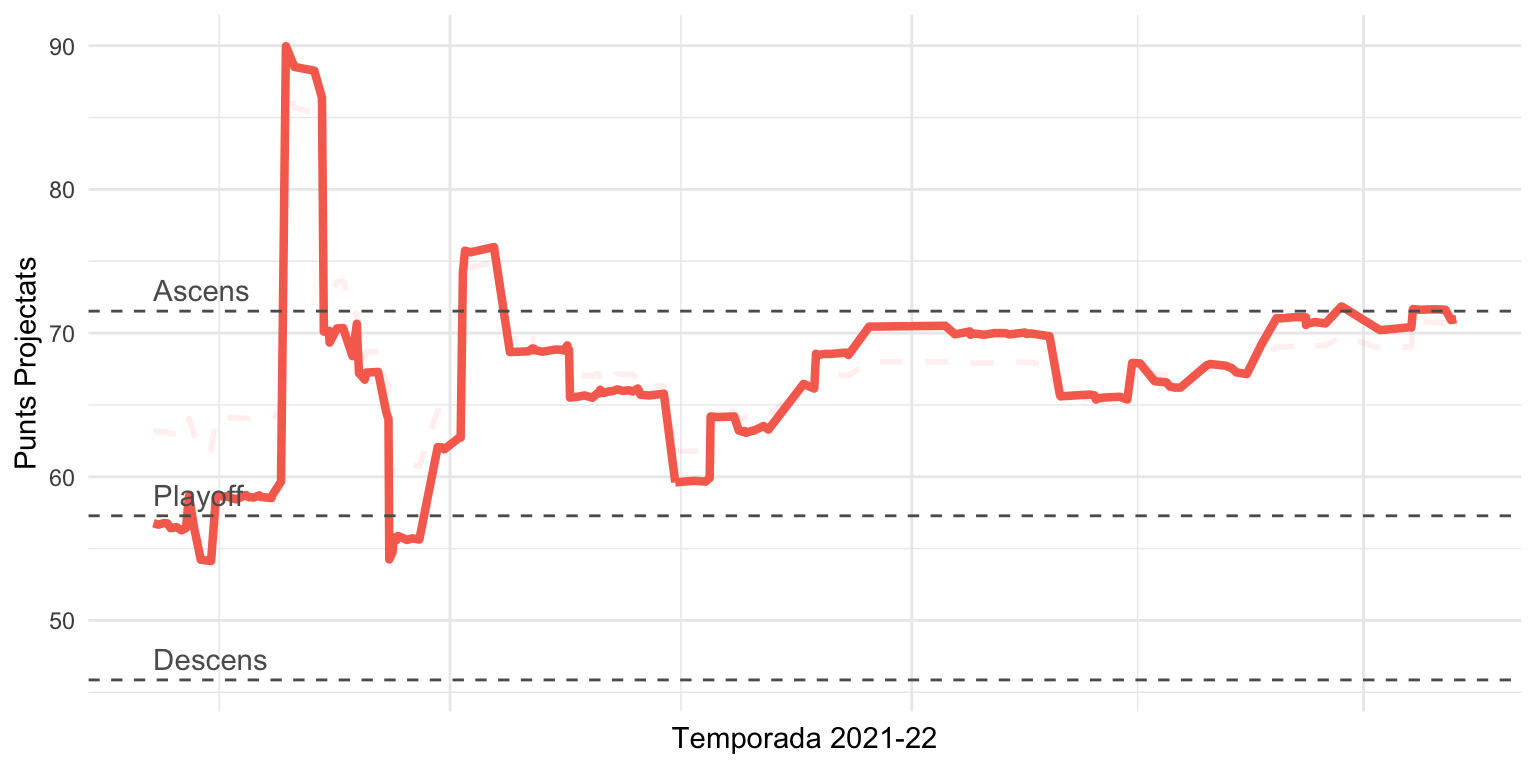 90
80
70
60
50
Punts Projectats
Ascens
Playoff
Descens
Temporada 2021-22